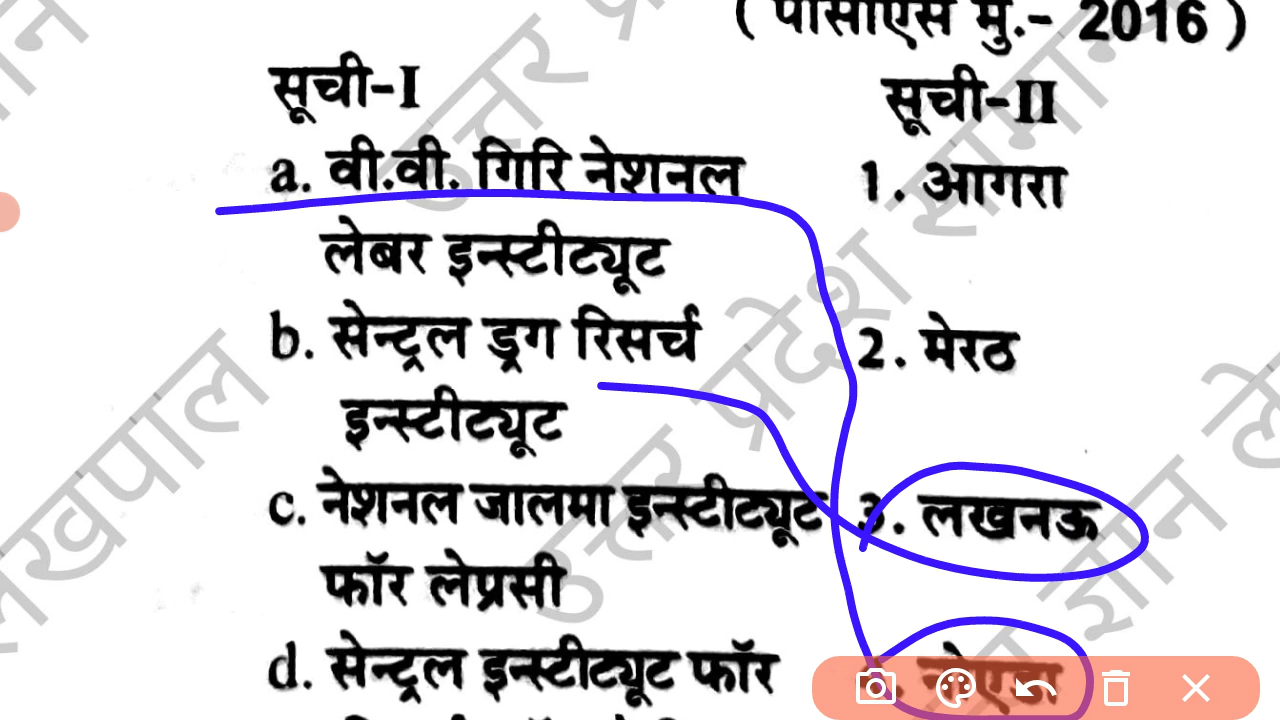 ( पीसीएस मु.- 2016 )
सूची-I सूची-II
a. वी.वी. गिरि नेशनल 1. आगरा
लेबर इन्स्टीट्यूट
b. सेन्ट्रल ड्रग रिसर्च 2. मेरठ
इन्स्टीट्यूट
c. नेशनल जालमा इन्स्टीट्यूट 3. लखनऊ
फॉर लेप्रसी
d. सेन्ट्रल इन्स्टीट्यूट फॉर नोएडा